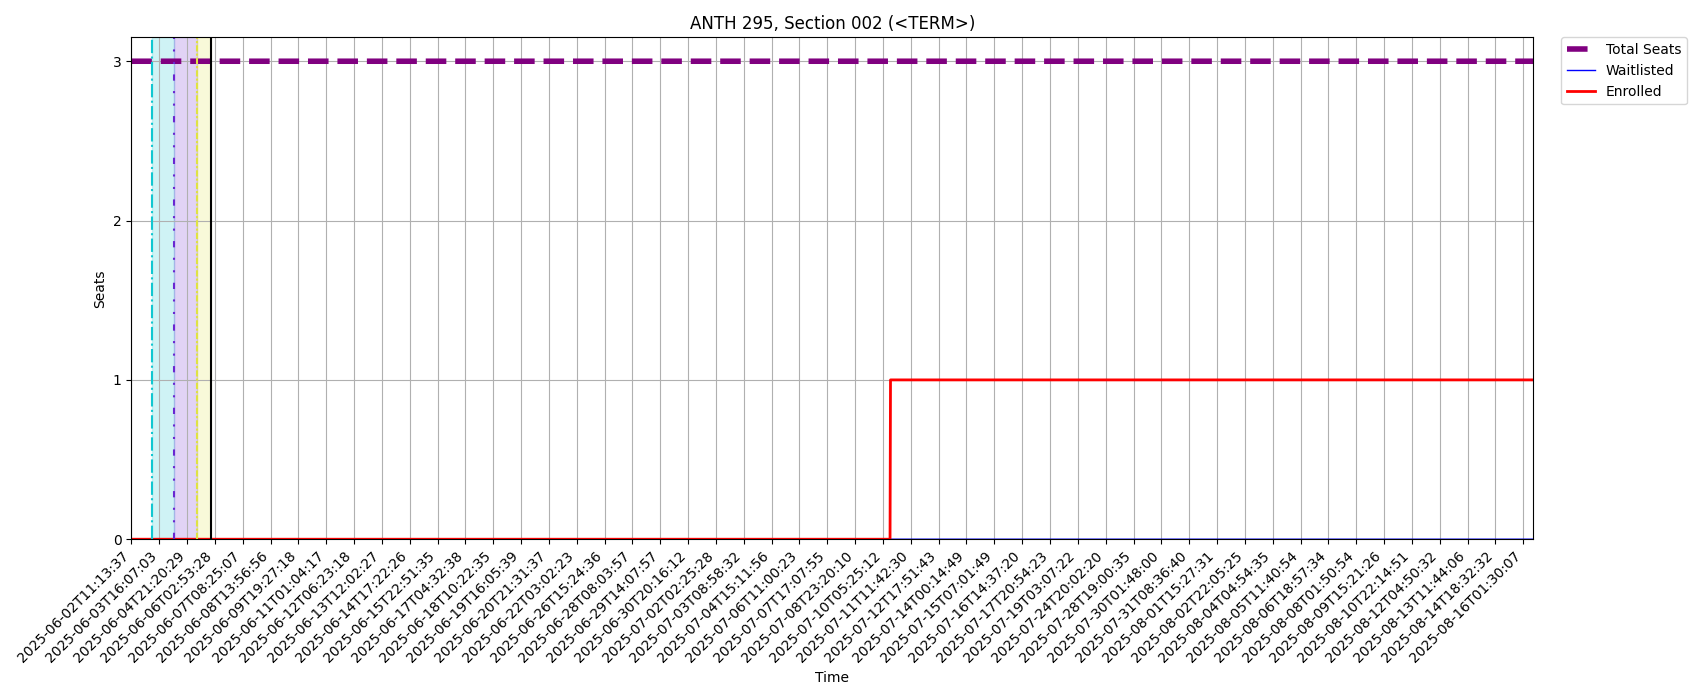 ANTH 295, Section 002 (<TERM>)
Total Seats
Waitlisted
Enrolled
Seats
3
2
1
0
2025-06-02T11:13:37
2025-06-03T16:07:03
2025-06-04T21:20:29
2025-06-06T02:53:28
2025-06-07T08:25:07
2025-06-08T13:56:56
2025-06-09T19:27:18
2025-06-11T01:04:17
2025-06-12T06:23:18
2025-06-13T12:02:27
2025-06-14T17:22:26
2025-06-15T22:51:35
2025-06-17T04:32:38
2025-06-18T10:22:35
2025-06-19T16:05:39
2025-06-20T21:31:37
2025-06-22T03:02:23
2025-06-26T15:24:36
2025-06-28T08:03:57
2025-06-29T14:07:57
2025-06-30T20:16:12
2025-07-02T02:25:28
2025-07-03T08:58:32
2025-07-04T15:11:56
2025-07-06T11:00:23
2025-07-07T17:07:55
2025-07-08T23:20:10
2025-07-10T05:25:12
2025-07-11T11:42:30
2025-07-12T17:51:43
2025-07-14T00:14:49
2025-07-15T07:01:49
2025-07-16T14:37:20
2025-07-17T20:54:23
2025-07-19T03:07:22
2025-07-24T20:02:20
2025-07-28T19:00:35
2025-07-30T01:48:00
2025-07-31T08:36:40
2025-08-01T15:27:31
2025-08-02T22:05:25
2025-08-04T04:54:35
2025-08-05T11:40:54
2025-08-06T18:57:34
2025-08-08T01:50:54
2025-08-09T15:21:26
2025-08-10T22:14:51
2025-08-12T04:50:32
2025-08-13T11:44:06
2025-08-14T18:32:32
2025-08-16T01:30:07
Time